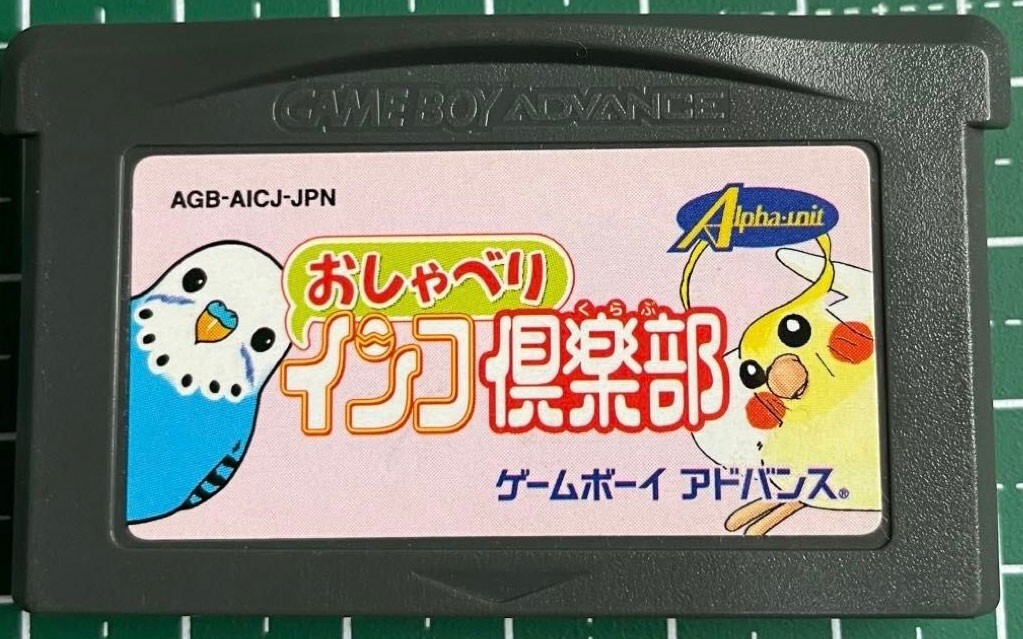 GAME BOY ADVANCE
AGB-AICJ-JPN
Alpha-unit
おしゃべり
くらぶ
インコ倶楽部
ゲームボーイ アドバンス®